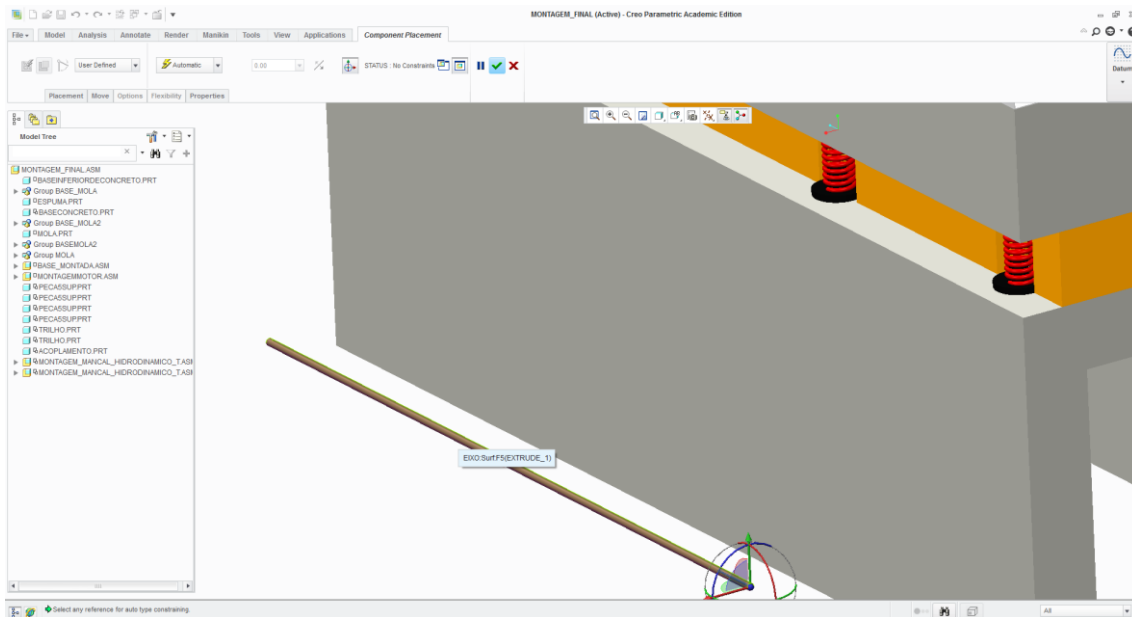 MONTAGEM_FINAL (Active) - Creo Parametric Academic Edition
File Model Analysis Annotate Render Manikin Tools View Applications Component Placement
User Defined Automatic 0.00 STATUS : No Constraints Datum
Placement Move Options Flexibility Properties
Model Tree
MONTAGEM_FINAL.ASM
BASEINFERIORDECONCRETO.PRT
Group BASE_MOLA
ESPUMA.PRT
BASECONCRETO.PRT
Group BASE_MOLA2
MOLA.PRT
Group BASEMOLA2
Group MOLA
BASE_MONTADA.ASM
MONTAGEMMOTOR.ASM
PECA5SUP.PRT
PECA5SUP.PRT
PECA5SUP.PRT
PECA5SUP.PRT
TRILHO.PRT
TRILHO.PRT
ACOPLAMENTO.PRT
MONTAGEM_MANCAL_HIDRODINAMICO_T.ASM
MONTAGEM_MANCAL_HIDRODINAMICO_T.ASM
EIXO:Surf:F5(EXTRUDE_1)
Select any reference for auto type constraining.
All